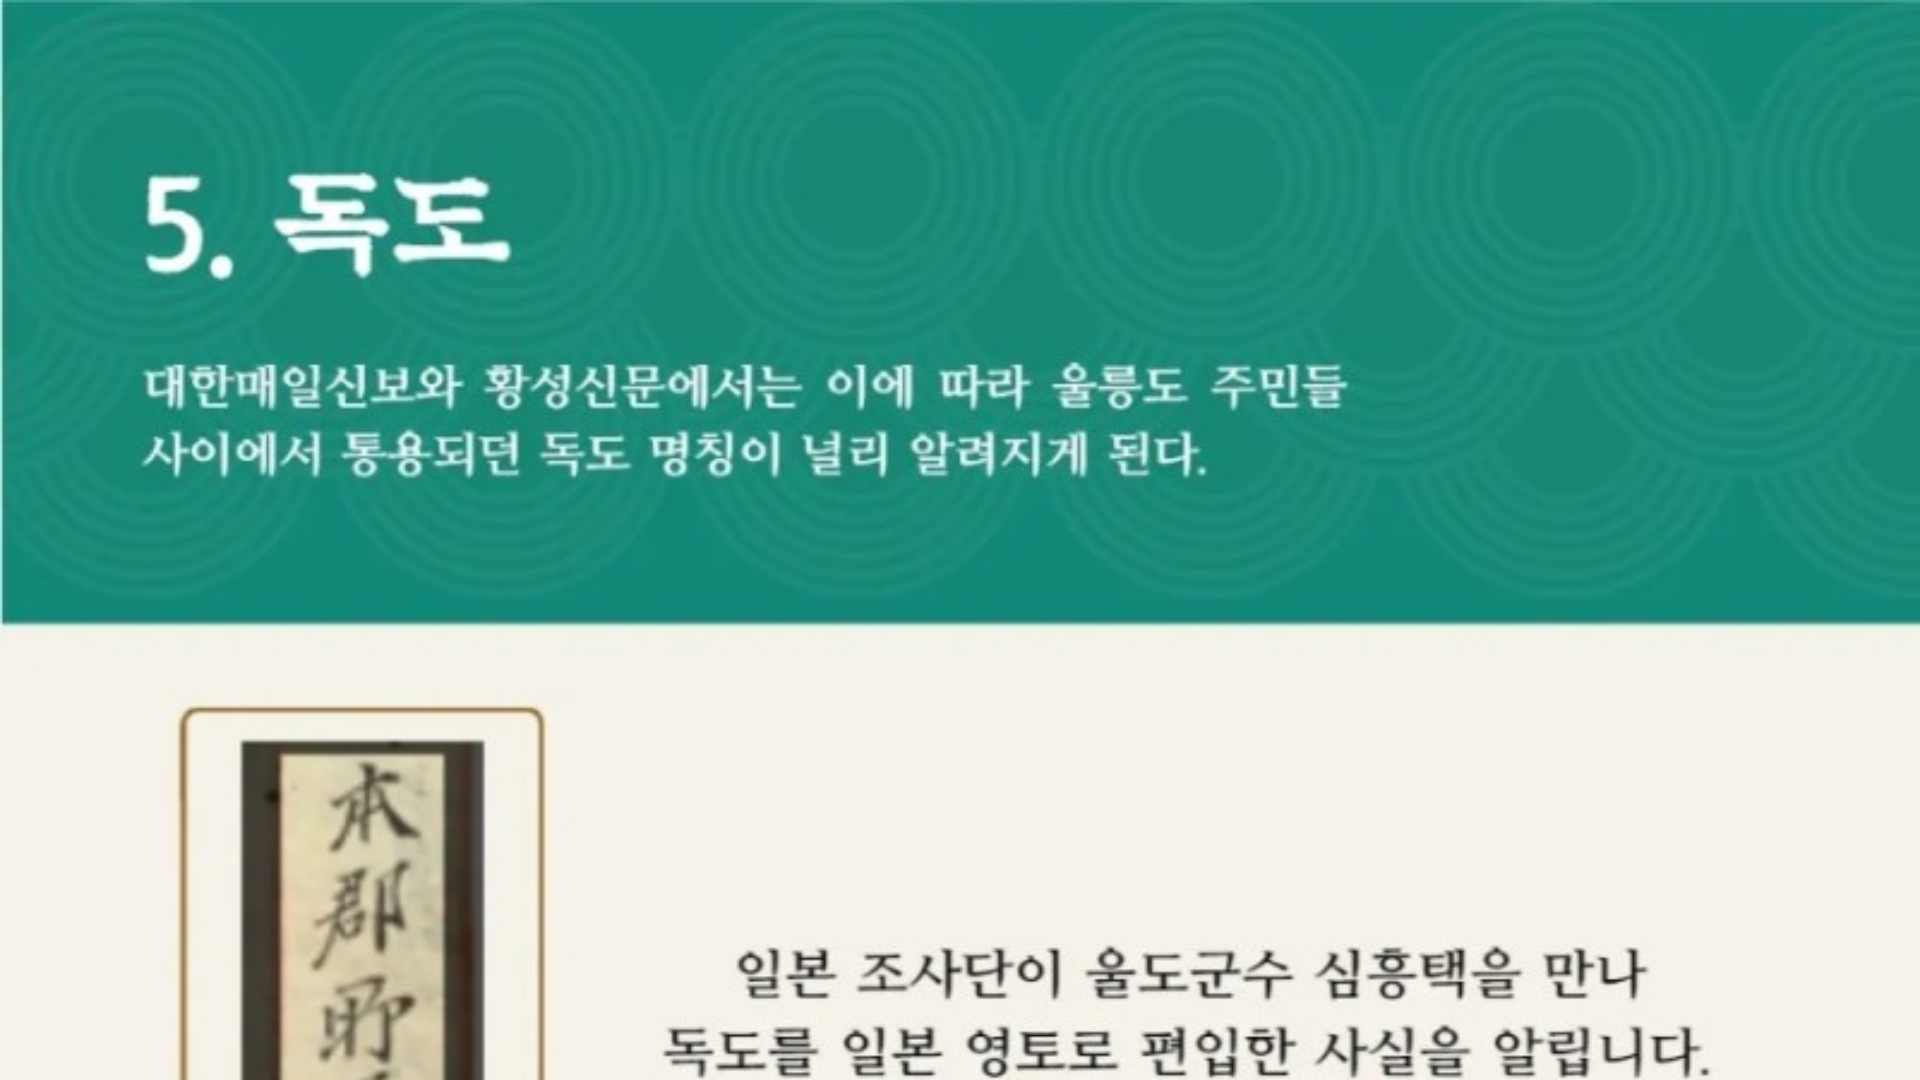 5. 독도
대한매일신보와 황성신문에서는 이에 따라 울릉도 주민들
사이에서 통용되던 독도 명칭이 널리 알려지게 된다.
本
郡
所
일본 조사단이 울도군수 심흥택을 만나
독도를 일본 영토로 편입한 사실을 알립니다.